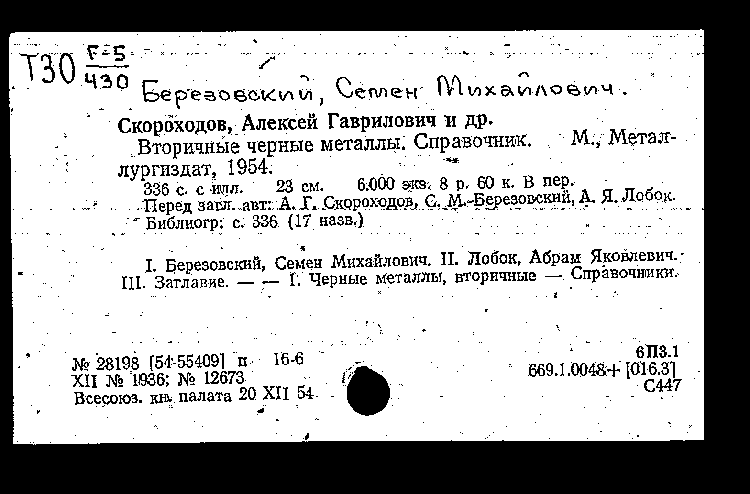 Т30 F-5
430
Березовский, Семен Михайлович.
Скороходов, Алексей Гаврилович и др.
Вторичные черные металлы. Справочник. М., Метал-
лургиздат, 1954.
336 с. с илл. 23 см. 6.000 экз. 8 р. 60 к. В пер.
Перед загл. авт: А. Г. Скороходов, С. М. Березовский, А. Я. Лобок.
Библиогр: с. 336 (17 назв.)
I. Березовский, Семен Михайлович. II. Лобок, Абрам Яковлевич.
III. Заглавие. — — I. Черные металлы, вторичные — Справочники.
№ 28198 [54-55409] п 16-6
XII № 1936; № 12673
Всесоюз. кн. палата 20 XII 54
6П3.1
669.1.0048+[016.3]
С447